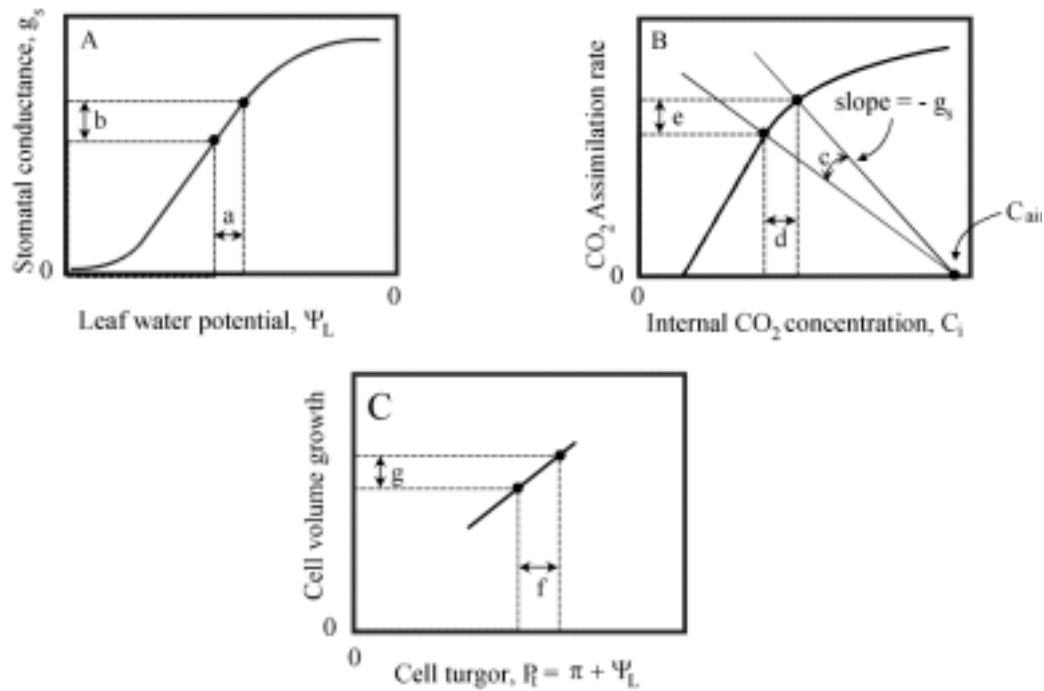 A
Stomatal conductance, gs
b
a
0
0
Leaf water potential, ΨL
B
CO2 Assimilation rate
e
slope = - gs
c
d
Cair
0
0
Internal CO2 concentration, Ci
C
Cell volume growth
g
f
0
0
Cell turgor, Pt = π + ΨL